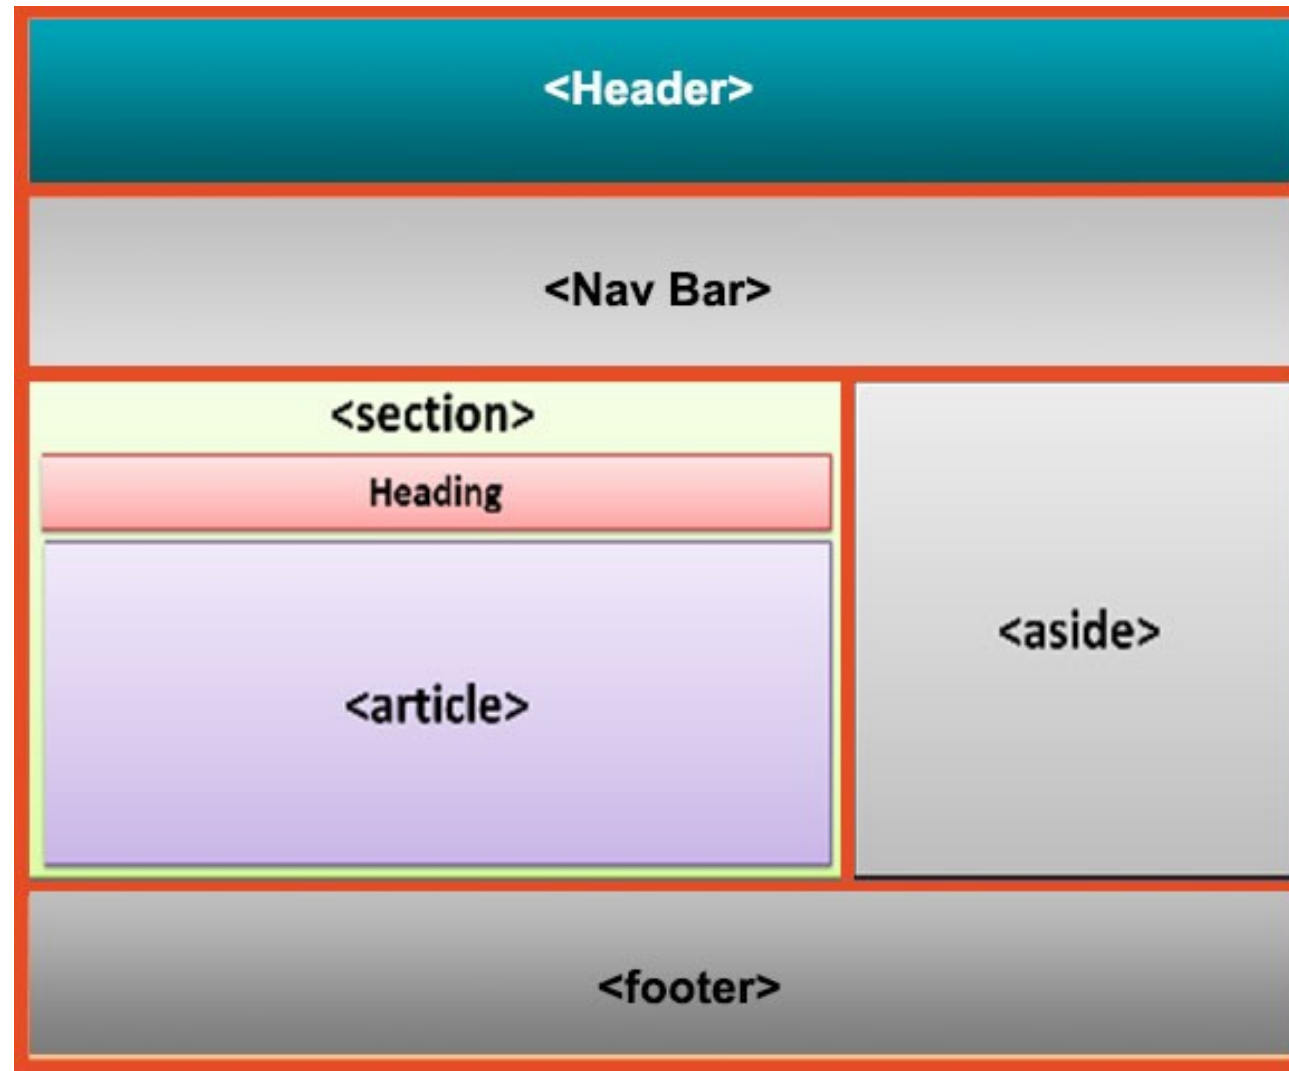 <Header>
<Nav Bar>
<section>
Heading
<article>
<aside>
<footer>